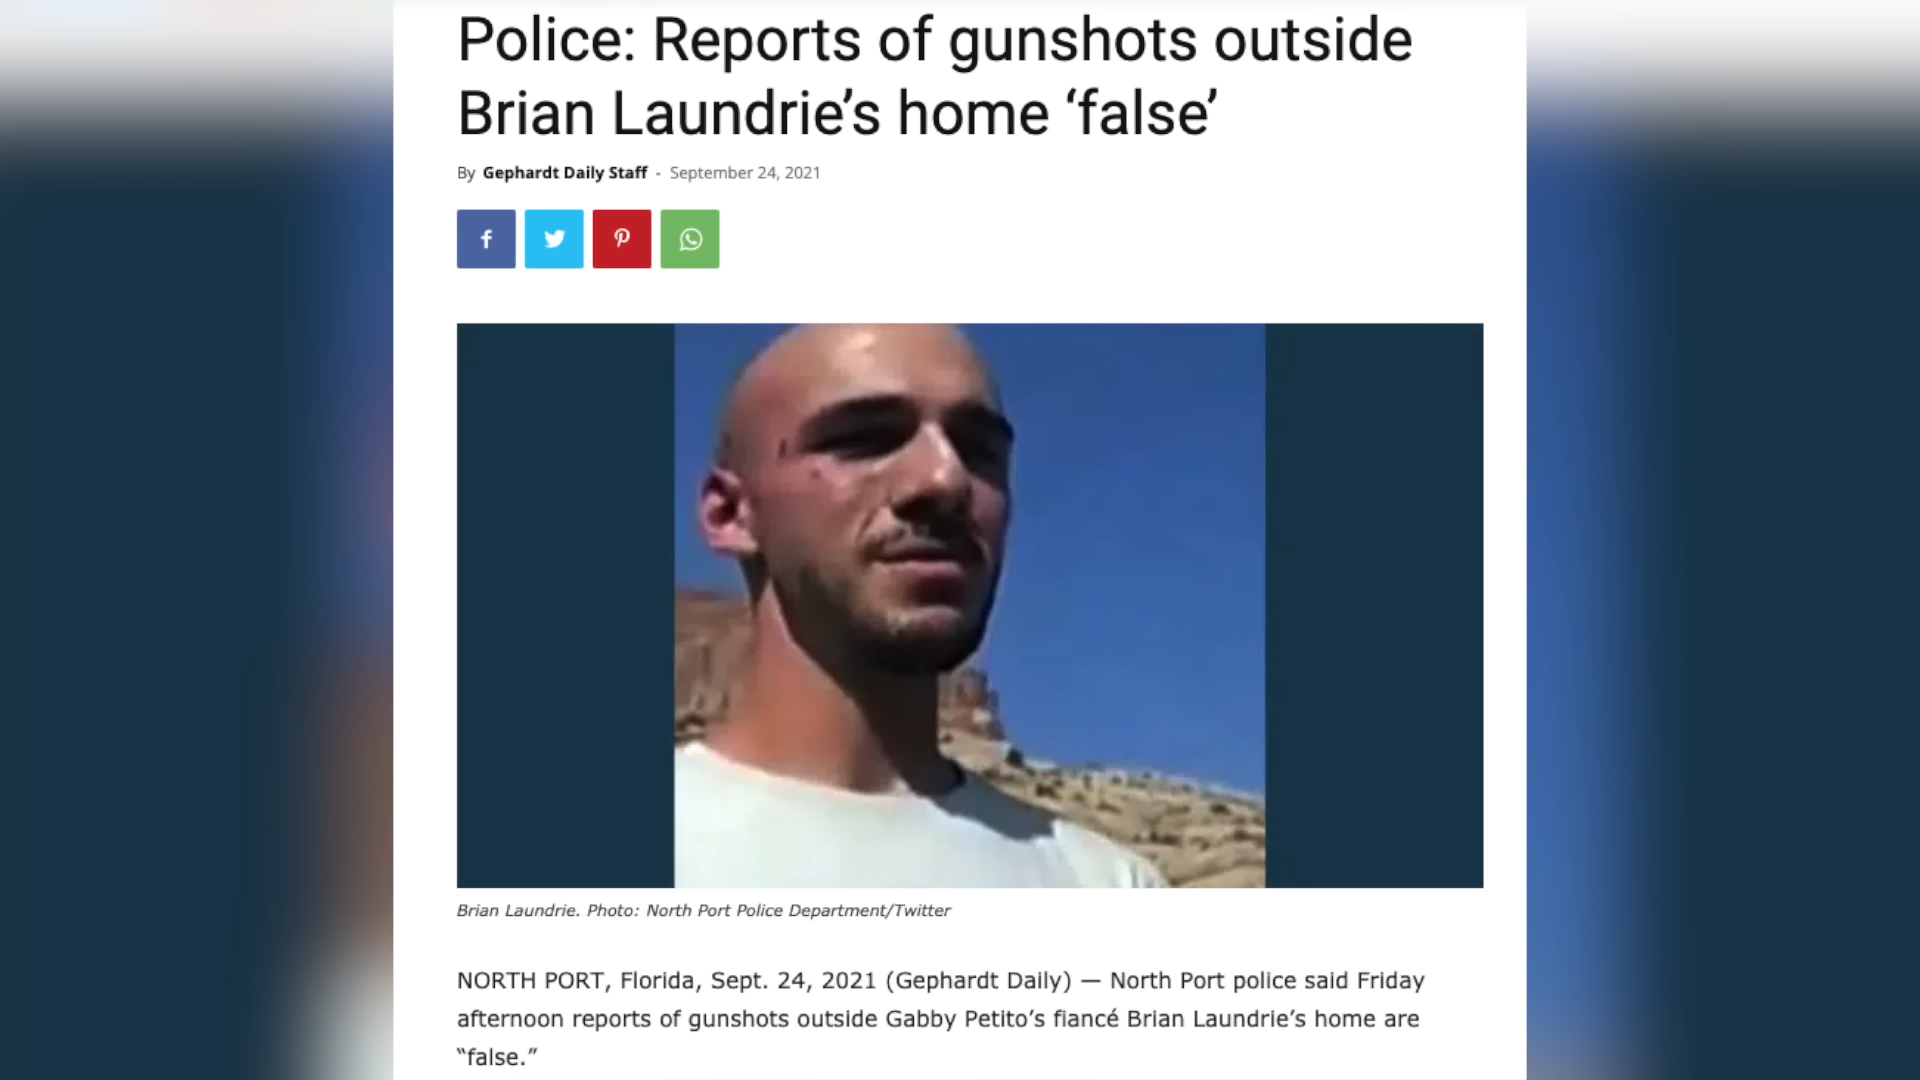 Police: Reports of gunshots outside
Brian Laundrie’s home ‘false’
By Gephardt Daily Staff - September 24, 2021
Brian Laundrie. Photo: North Port Police Department/Twitter
NORTH PORT, Florida, Sept. 24, 2021 (Gephardt Daily) — North Port police said Friday
afternoon reports of gunshots outside Gabby Petito’s fiancé Brian Laundrie’s home are
“false.”